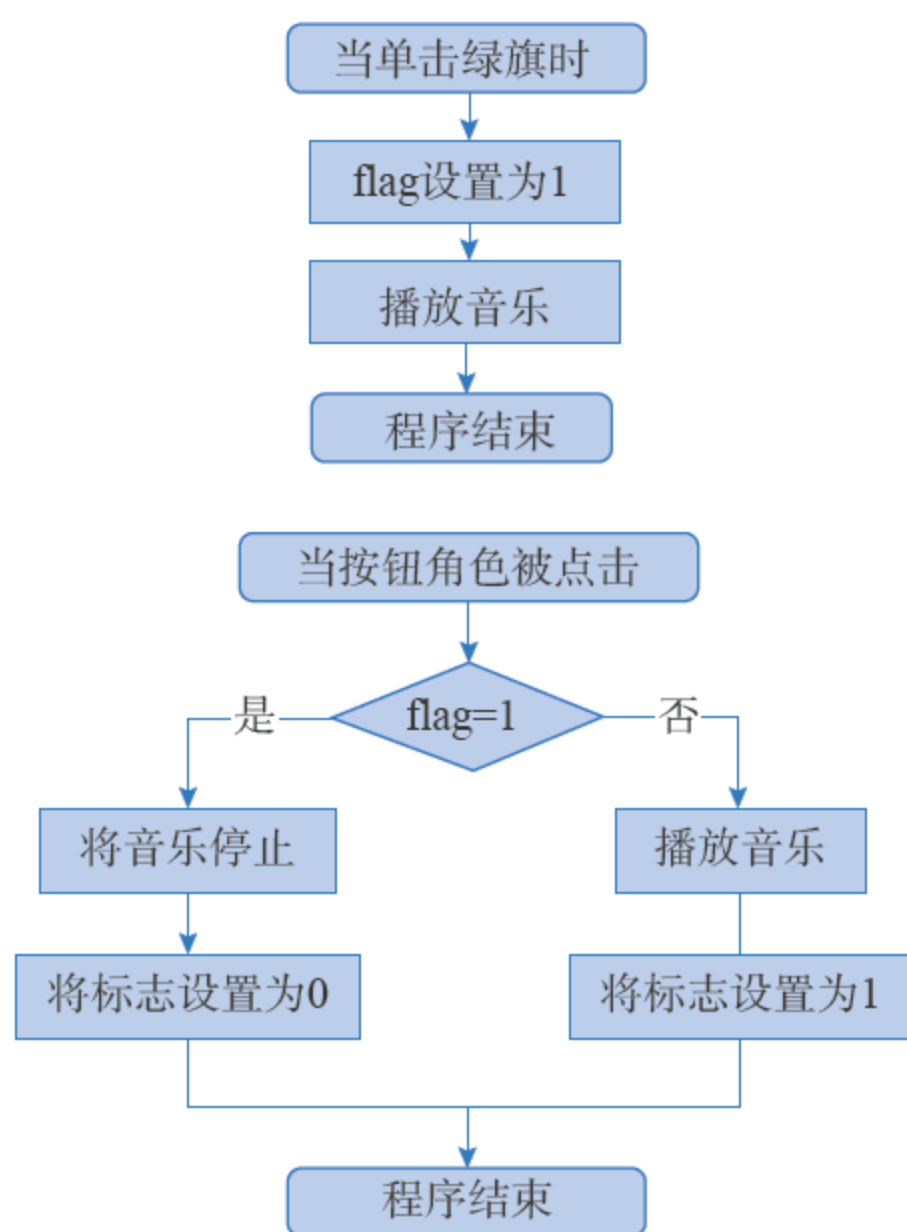 当单击绿旗时
flag设置为1
播放音乐
程序结束
当按钮角色被点击
flag=1
是
否
将音乐停止
播放音乐
将标志设置为0
将标志设置为1
程序结束